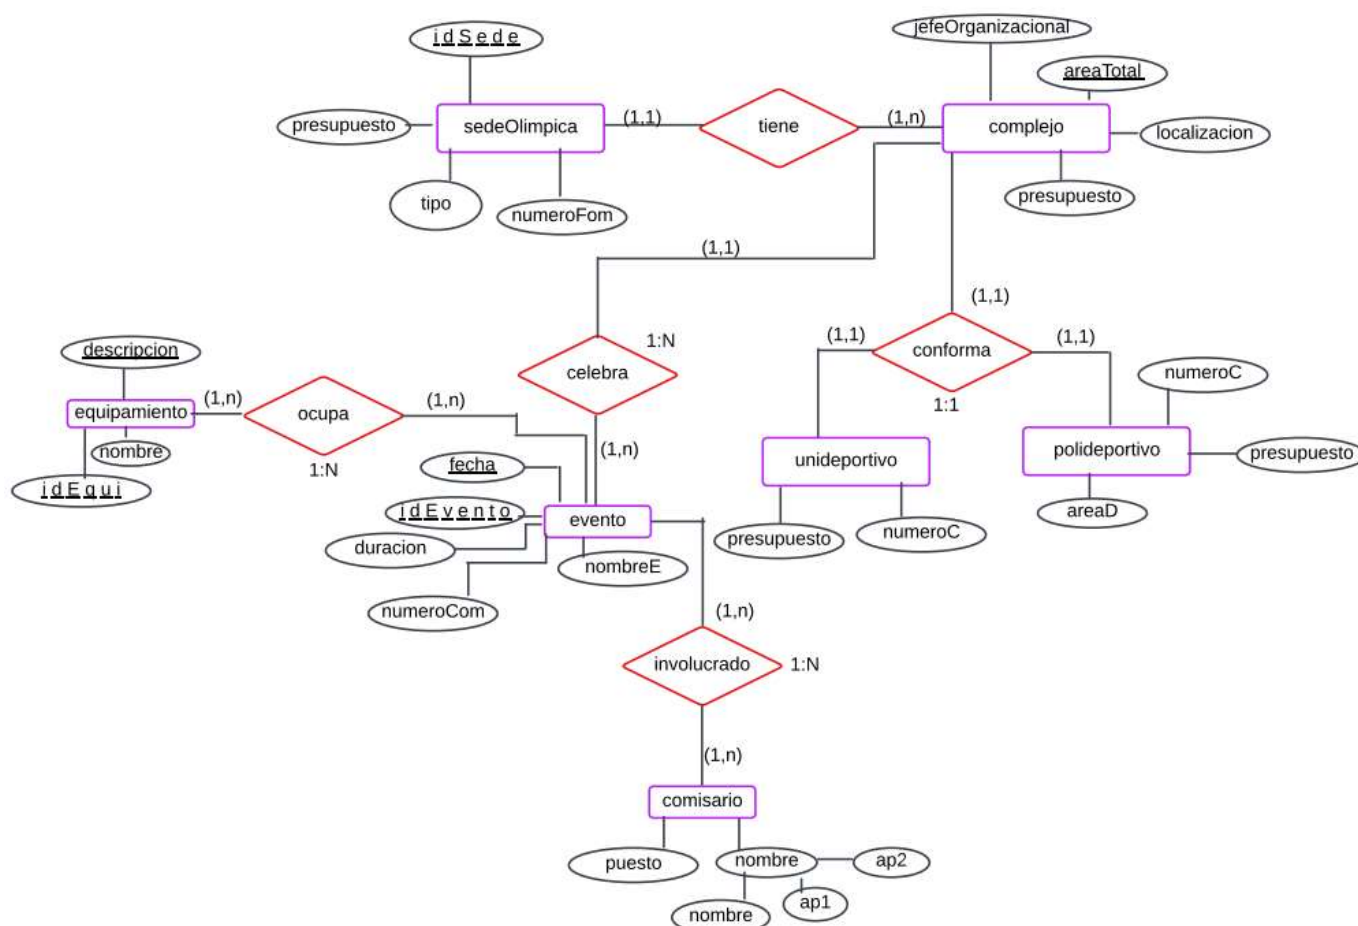 idSede
jefeOrganizacional
areaTotal
presupuesto
sedeOlimpica
(1,1)
tiene
(1,n)
complejo
localizacion
tipo
numeroFom
presupuesto
(1,1)
(1,1)
descripcion
1:N
(1,1)
conforma
(1,1)
celebra
numeroC
equipamiento
(1,n)
ocupa
(1,n)
1:1
nombre
1:N
(1,n)
unideportivo
polideportivo
presupuesto
idEqui
fecha
idEvento
evento
areaD
duracion
nombreE
presupuesto
numeroC
numeroCom
(1,n)
involucrado
1:N
(1,n)
comisario
puesto
nombre
ap2
nombre
ap1